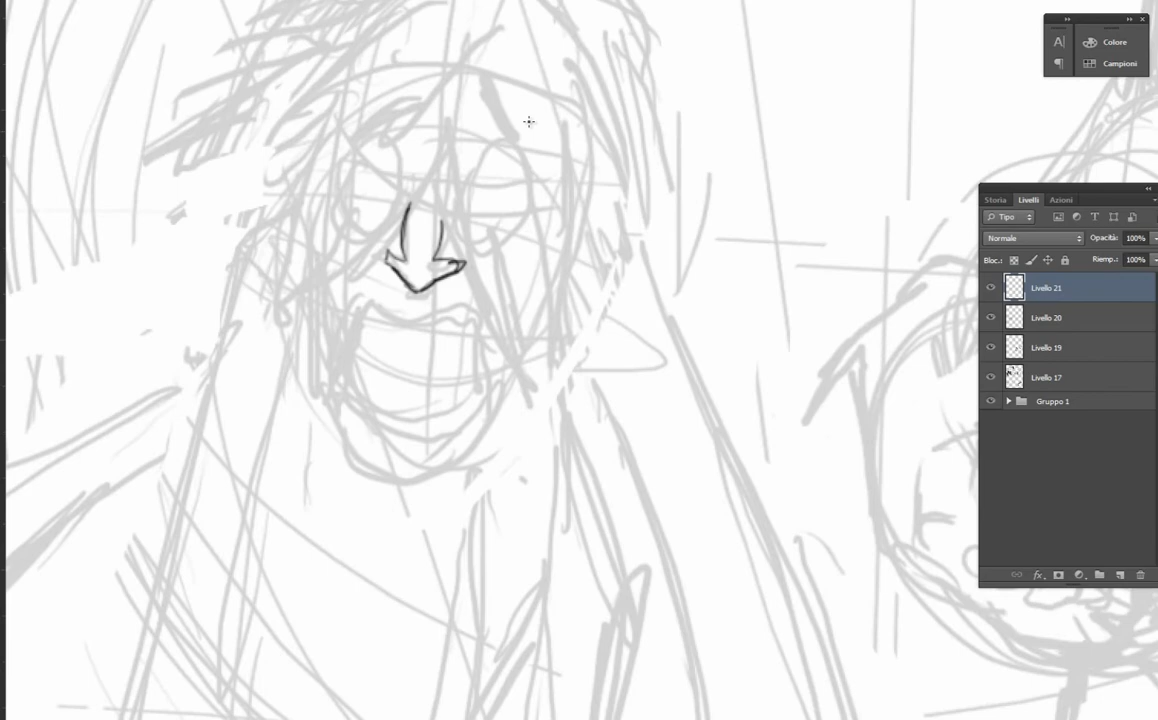 A|
Colore
¶
Campioni
Storia Livelli Azioni
Tipo
T
Normale Opacità: 100%
Bloc.: Riemp.: 100%
Livello 21
Livello 20
Livello 19
Livello 17
Gruppo 1
fx.